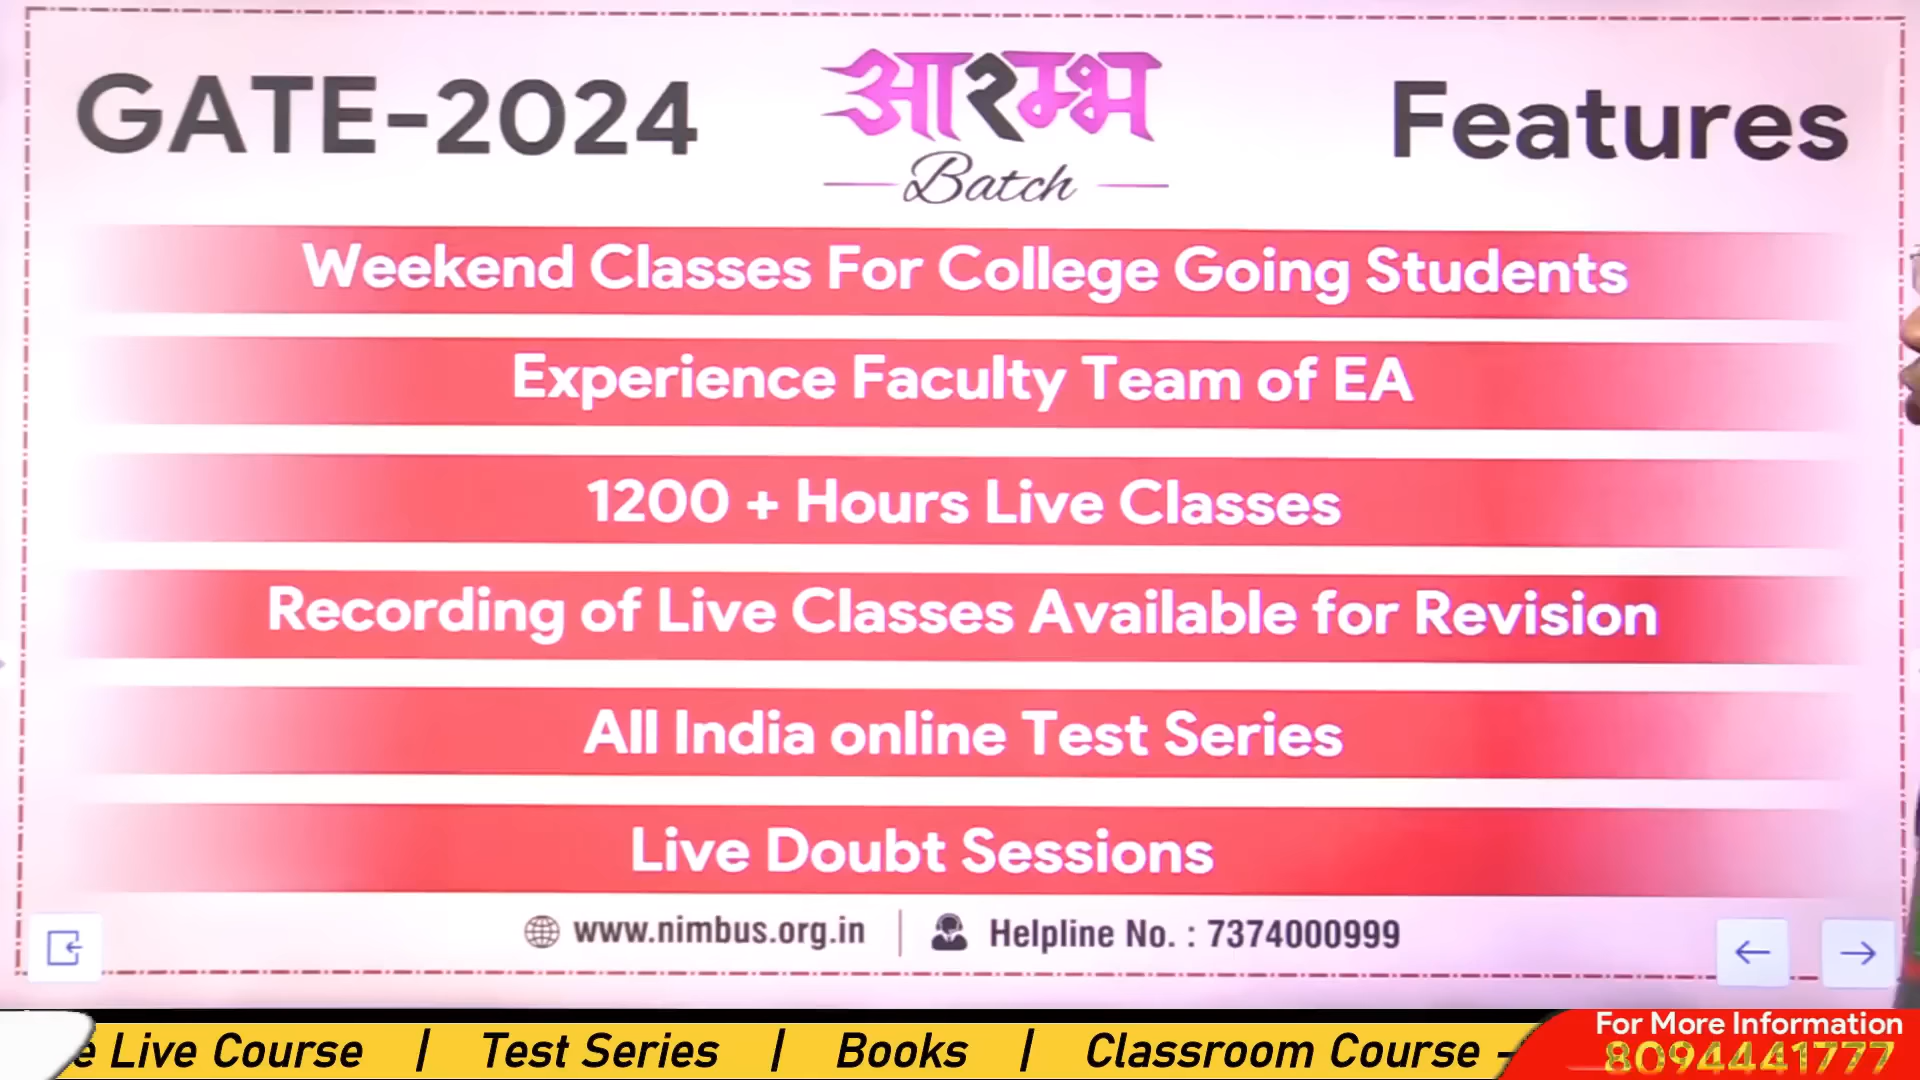 GATE-2024
आरम्भ
Batch
Features
Weekend Classes For College Going Students
Experience Faculty Team of EA
1200 + Hours Live Classes
Recording of Live Classes Available for Revision
All India online Test Series
Live Doubt Sessions
www.nimbus.org.in | Helpline No. : 7374000999
e Live Course | Test Series | Books | Classroom Course -
For More Information
8094441777